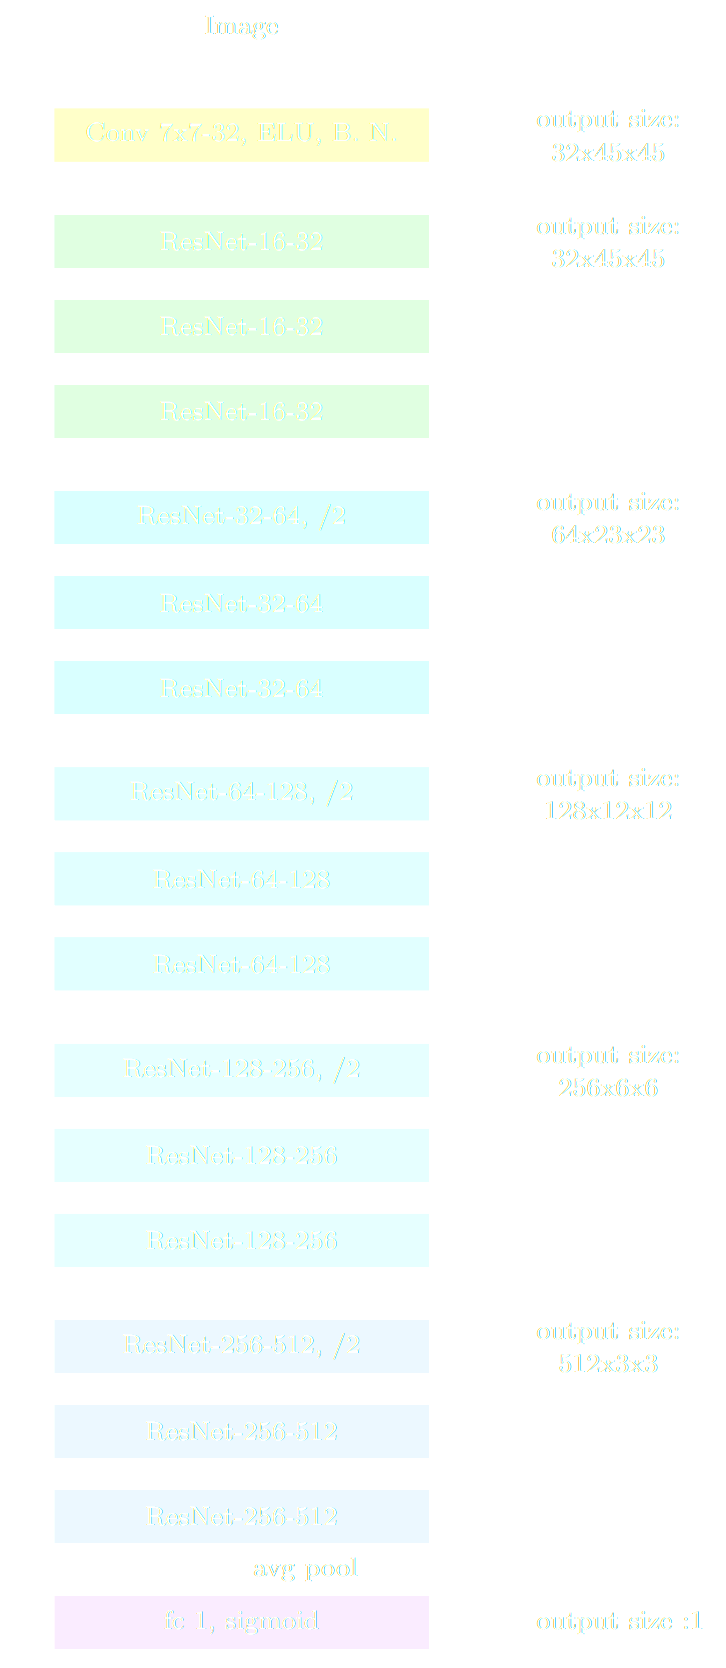 Image
Conv 7x7-32, ELU, B. N.
output size:
32x45x45
ResNet-16-32
output size:
32x45x45
ResNet-16-32
ResNet-16-32
ResNet-32-64, /2
output size:
64x23x23
ResNet-32-64
ResNet-32-64
ResNet-64-128, /2
output size:
128x12x12
ResNet-64-128
ResNet-64-128
ResNet-128-256, /2
output size:
256x6x6
ResNet-128-256
ResNet-128-256
ResNet-256-512, /2
output size:
512x3x3
ResNet-256-512
ResNet-256-512
avg pool
fc 1, sigmoid
output size :1